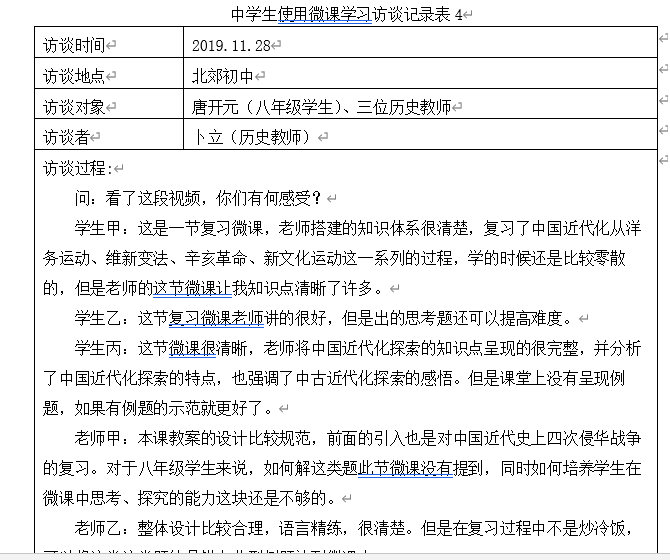 中学生使用微课学习访谈记录表 4
访谈时间 2019.11.28
访谈地点 北郊初中
访谈对象 唐开元（八年级学生）、三位历史教师
访谈者 卜立（历史教师）
访谈过程:
问：看了这段视频，你们有何感受？
学生甲：这是一节复习微课，老师搭建的知识体系很清楚，复习了中国近代化从洋
务运动、维新变法、辛亥革命、新文化运动这一系列的过程，学的时候还是比较零散
的，但是老师的这节微课让我知识点清晰了许多。
学生乙：这节复习微课老师讲的很好，但是出的思考题还可以提高难度。
学生丙：这节微课很清晰，老师将中国近代化探索的知识点呈现的很完整，并分析
了中国近代化探索的特点，也强调了中古近代化探索的感悟。但是课堂上没有呈现例
题，如果有例题的示范就更好了。
老师甲：本课教案的设计比较规范，前面的引入也是对中国近代史上四次侵华战争
的复习。对于八年级学生来说，如何解这类题此节微课没有提到，同时如何培养学生在
微课中思考、探究的能力这块还是不够的。
老师乙：整体设计比较合理，语言精练，很清楚。但是在复习过程中不是炒冷饭，